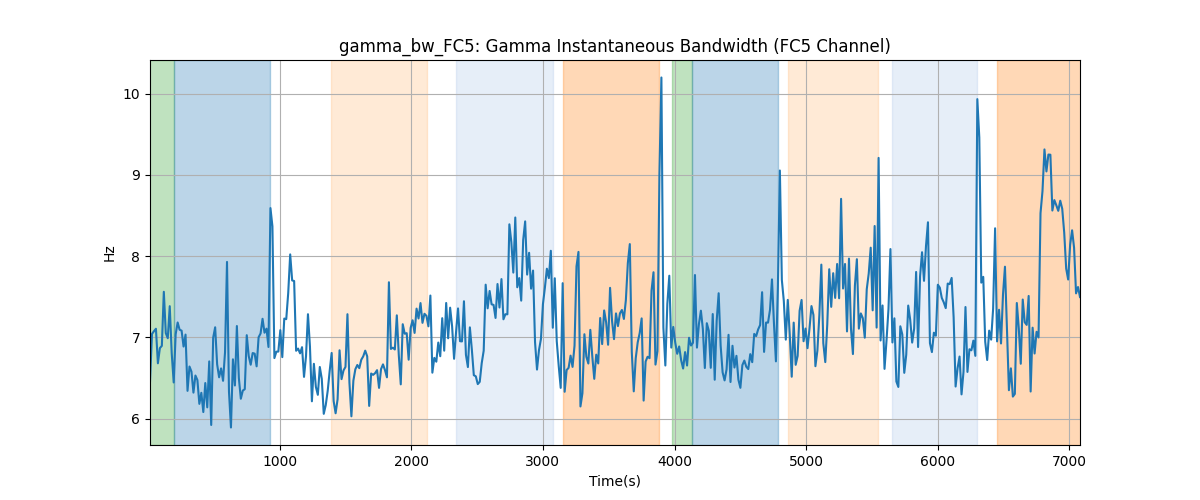 gamma_bw_FC5: Gamma Instantaneous Bandwidth (FC5 Channel)
10
9
8
7
6
Hz
1000 2000 3000 4000 5000 6000 7000
Time(s)